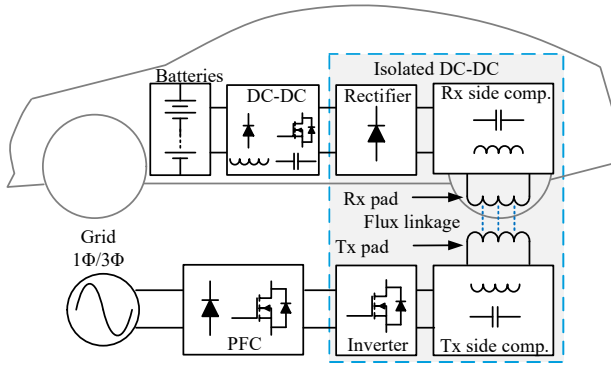 Isolated DC-DC
Batteries
DC-DC
Rectifier
Rx side comp.
Rx pad
Flux linkage
Tx pad
Grid
1Φ/3Φ
PFC
Inverter
Tx side comp.